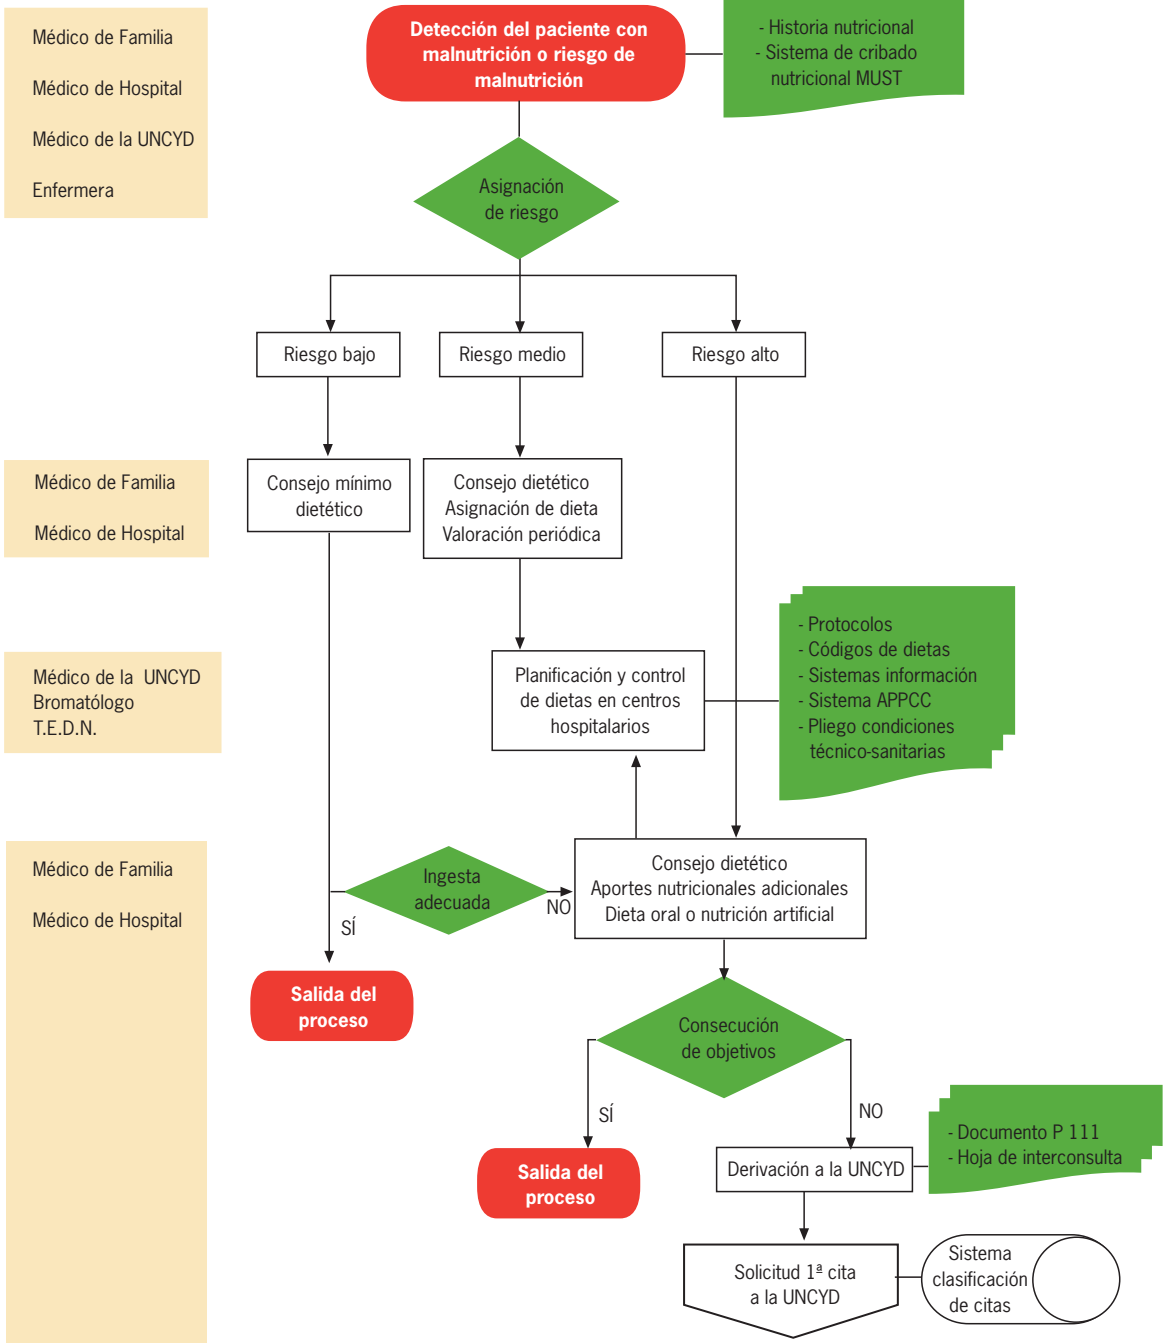 Médico de Familia
Médico de Hospital
Médico de la UNCYD
Enfermera
Detección del paciente con
malnutrición o riesgo de
malnutrición
- Historia nutricional
- Sistema de cribado
nutricional MUST
Asignación
de riesgo
Riesgo bajo
Riesgo medio
Riesgo alto
Médico de Familia
Médico de Hospital
Consejo mínimo
dietético
Consejo dietético
Asignación de dieta
Valoración periódica
Médico de la UNCYD
Bromatólogo
T.E.D.N.
Planificación y control
de dietas en centros
hospitalarios
- Protocolos
- Códigos de dietas
- Sistemas información
- Sistema APPCC
- Pliego condiciones
técnico-sanitarias
Médico de Familia
Médico de Hospital
Ingesta
adecuada
NO
SÍ
Consejo dietético
Aportes nutricionales adicionales
Dieta oral o nutrición artificial
Salida del
proceso
Consecución
de objetivos
SÍ
NO
Salida del
proceso
Derivación a la UNCYD
- Documento P 111
- Hoja de interconsulta
Solicitud 1ª cita
a la UNCYD
Sistema
clasificación
de citas